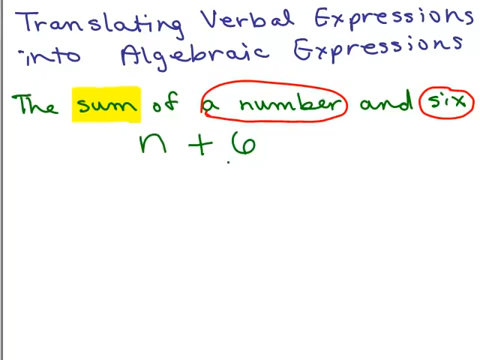 Translating Verbal Expressions
into Algebraic Expressions
The sum of a number and six
n + 6